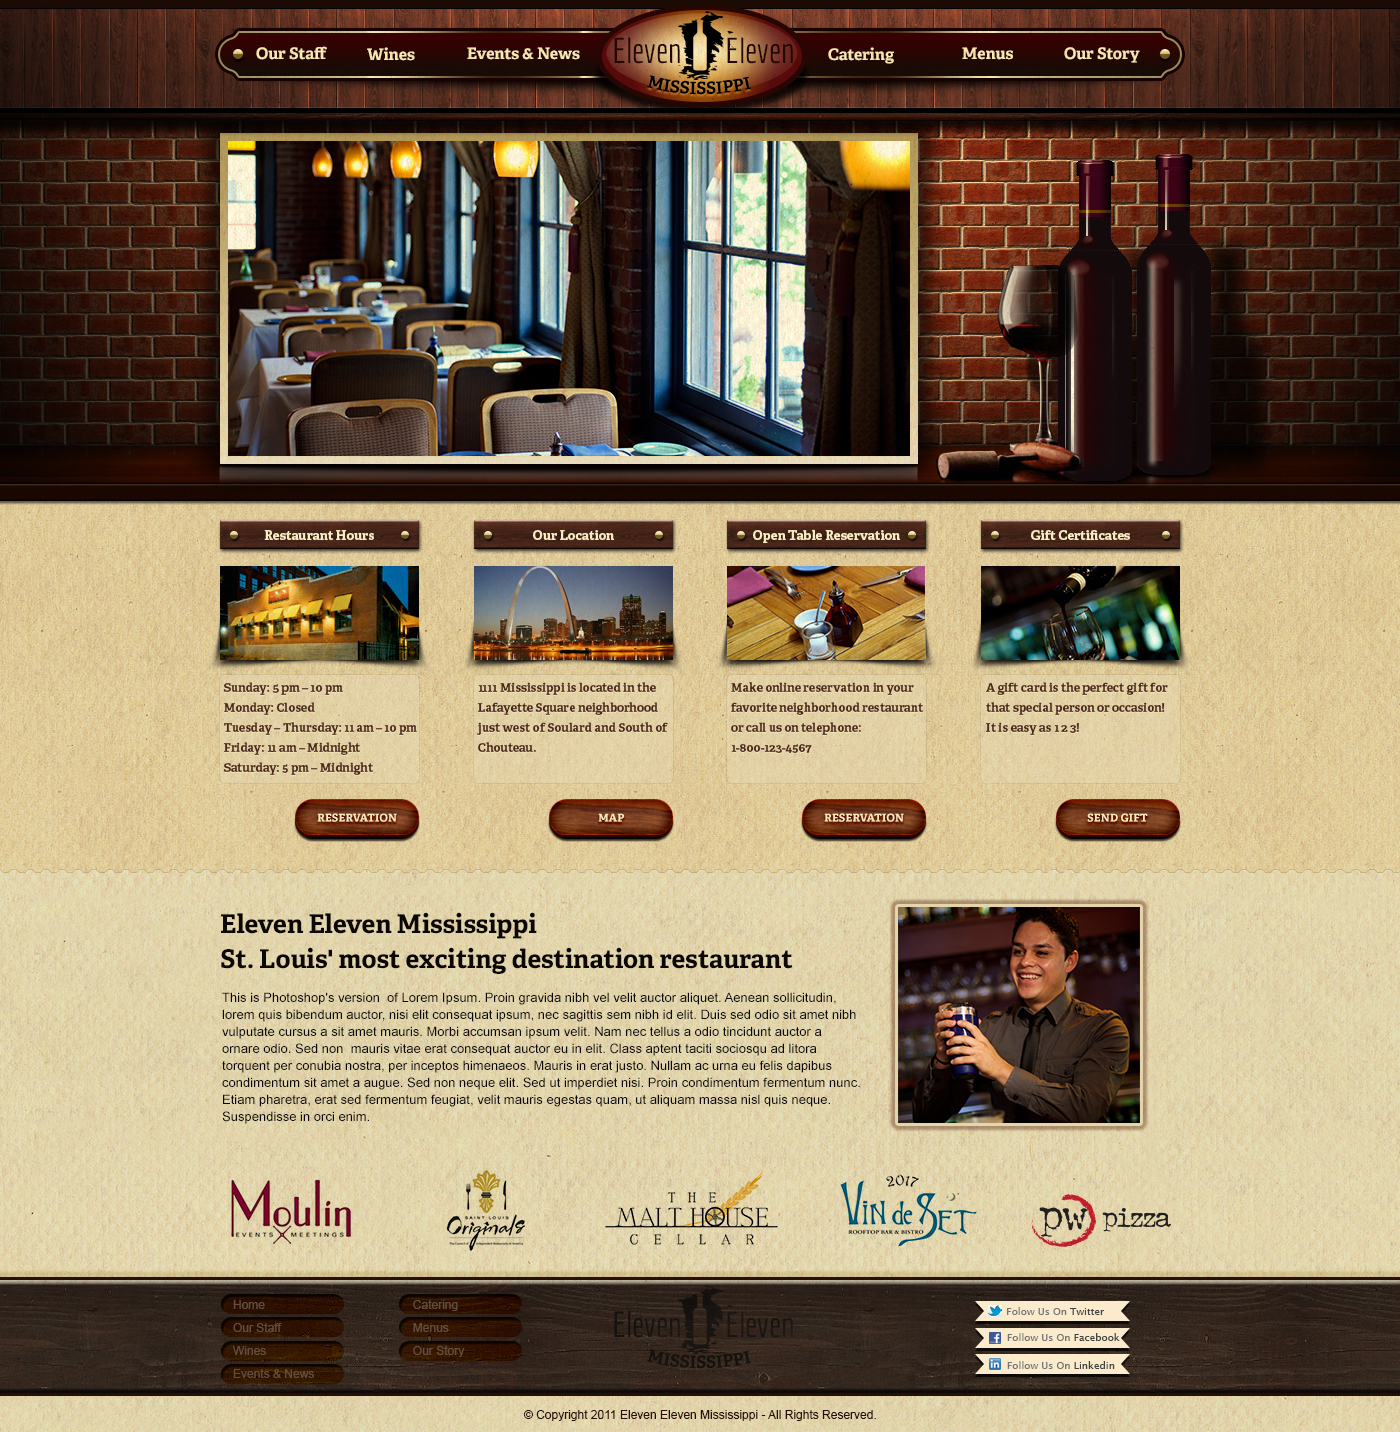 Our Staff
Wines
Events & News
Eleven Eleven
MISSISSIPPI
Catering
Menus
Our Story
Restaurant Hours
Our Location
Open Table Reservation
Gift Certificates
Sunday: 5 pm – 10 pm
Monday: Closed
Tuesday – Thursday: 11 am – 10 pm
Friday: 11 am – Midnight
Saturday: 5 pm – Midnight
1111 Mississippi is located in the
Lafayette Square neighborhood
just west of Soulard and South of
Chouteau.
Make online reservation in your
favorite neighborhood restaurant
or call us on telephone:
1-800-123-4567
A gift card is the perfect gift for
that special person or occasion!
It is easy as 1 2 3!
RESERVATION
MAP
RESERVATION
SEND GIFT
Eleven Eleven Mississippi
St. Louis' most exciting destination restaurant
This is Photoshop's version  of Lorem Ipsum. Proin gravida nibh vel velit auctor aliquet. Aenean sollicitudin,
lorem quis bibendum auctor, nisi elit consequat ipsum, nec sagittis sem nibh id elit. Duis sed odio sit amet nibh
vulputate cursus a sit amet mauris. Morbi accumsan ipsum velit. Nam nec tellus a odio tincidunt auctor a
ornare odio. Sed non  mauris vitae erat consequat auctor eu in elit. Class aptent taciti sociosqu ad litora
torquent per conubia nostra, per inceptos himenaeos. Mauris in erat justo. Nullam ac urna eu felis dapibus
condimentum sit amet a augue. Sed non neque elit. Sed ut imperdiet nisi. Proin condimentum fermentum nunc.
Etiam pharetra, erat sed fermentum feugiat, velit mauris egestas quam, ut aliquam massa nisl quis neque.
Suspendisse in orci enim.
Moulin
EVENTS MEETINGS
SAINT LOUIS
Originals
THE
MALT HOUSE
CELLAR
2017
VIN de SET
ROOFTOP BAR & BISTRO
PW pizza
Home
Our Staff
Wines
Events & News
Catering
Menus
Our Story
Eleven Eleven
MISSISSIPPI
Folow Us On Twitter
Follow Us On Facebook
Follow Us On Linkedin
© Copyright 2011 Eleven Eleven Mississippi - All Rights Reserved.